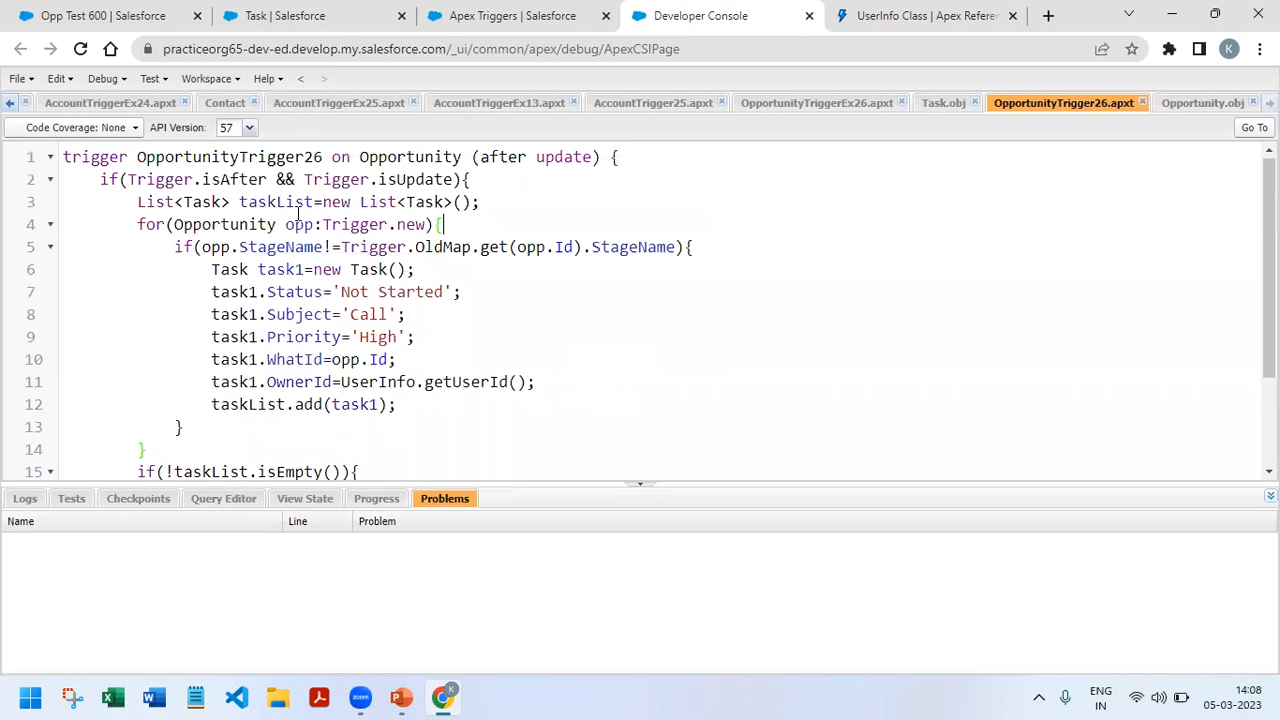 Opp Test 600 | Salesforce
Task | Salesforce
Apex Triggers | Salesforce
Developer Console
UserInfo Class | Apex Referen
practiceorg65-dev-ed.develop.my.salesforce.com/_ui/common/apex/debug/ApexCSIPage
K
File Edit Debug Test Workspace Help < >
AccountTriggerEx24.apxt Contact AccountTriggerEx25.apxt AccountTriggerEx13.apxt AccountTrigger25.apxt OpportunityTriggerEx26.apxt Task.obj OpportunityTrigger26.apxt Opportunity.obj
Code Coverage: None API Version: 57 Go To
1 trigger OpportunityTrigger26 on Opportunity (after update) {
2 if(Trigger.isAfter && Trigger.isUpdate){
3 List<Task> taskList=new List<Task>();
4 for(Opportunity opp:Trigger.new){
5 if(opp.StageName!=Trigger.OldMap.get(opp.Id).StageName){
6 Task task1=new Task();
7 task1.Status='Not Started';
8 task1.Subject='Call';
9 task1.Priority='High';
10 task1.WhatId=opp.Id;
11 task1.OwnerId=UserInfo.getUserId();
12 taskList.add(task1);
13 }
14 }
15 if(!taskList.isEmpty()){
Logs Tests Checkpoints Query Editor View State Progress Problems
Name Line Problem
zoom
K
ENG
IN
14:08
05-03-2023